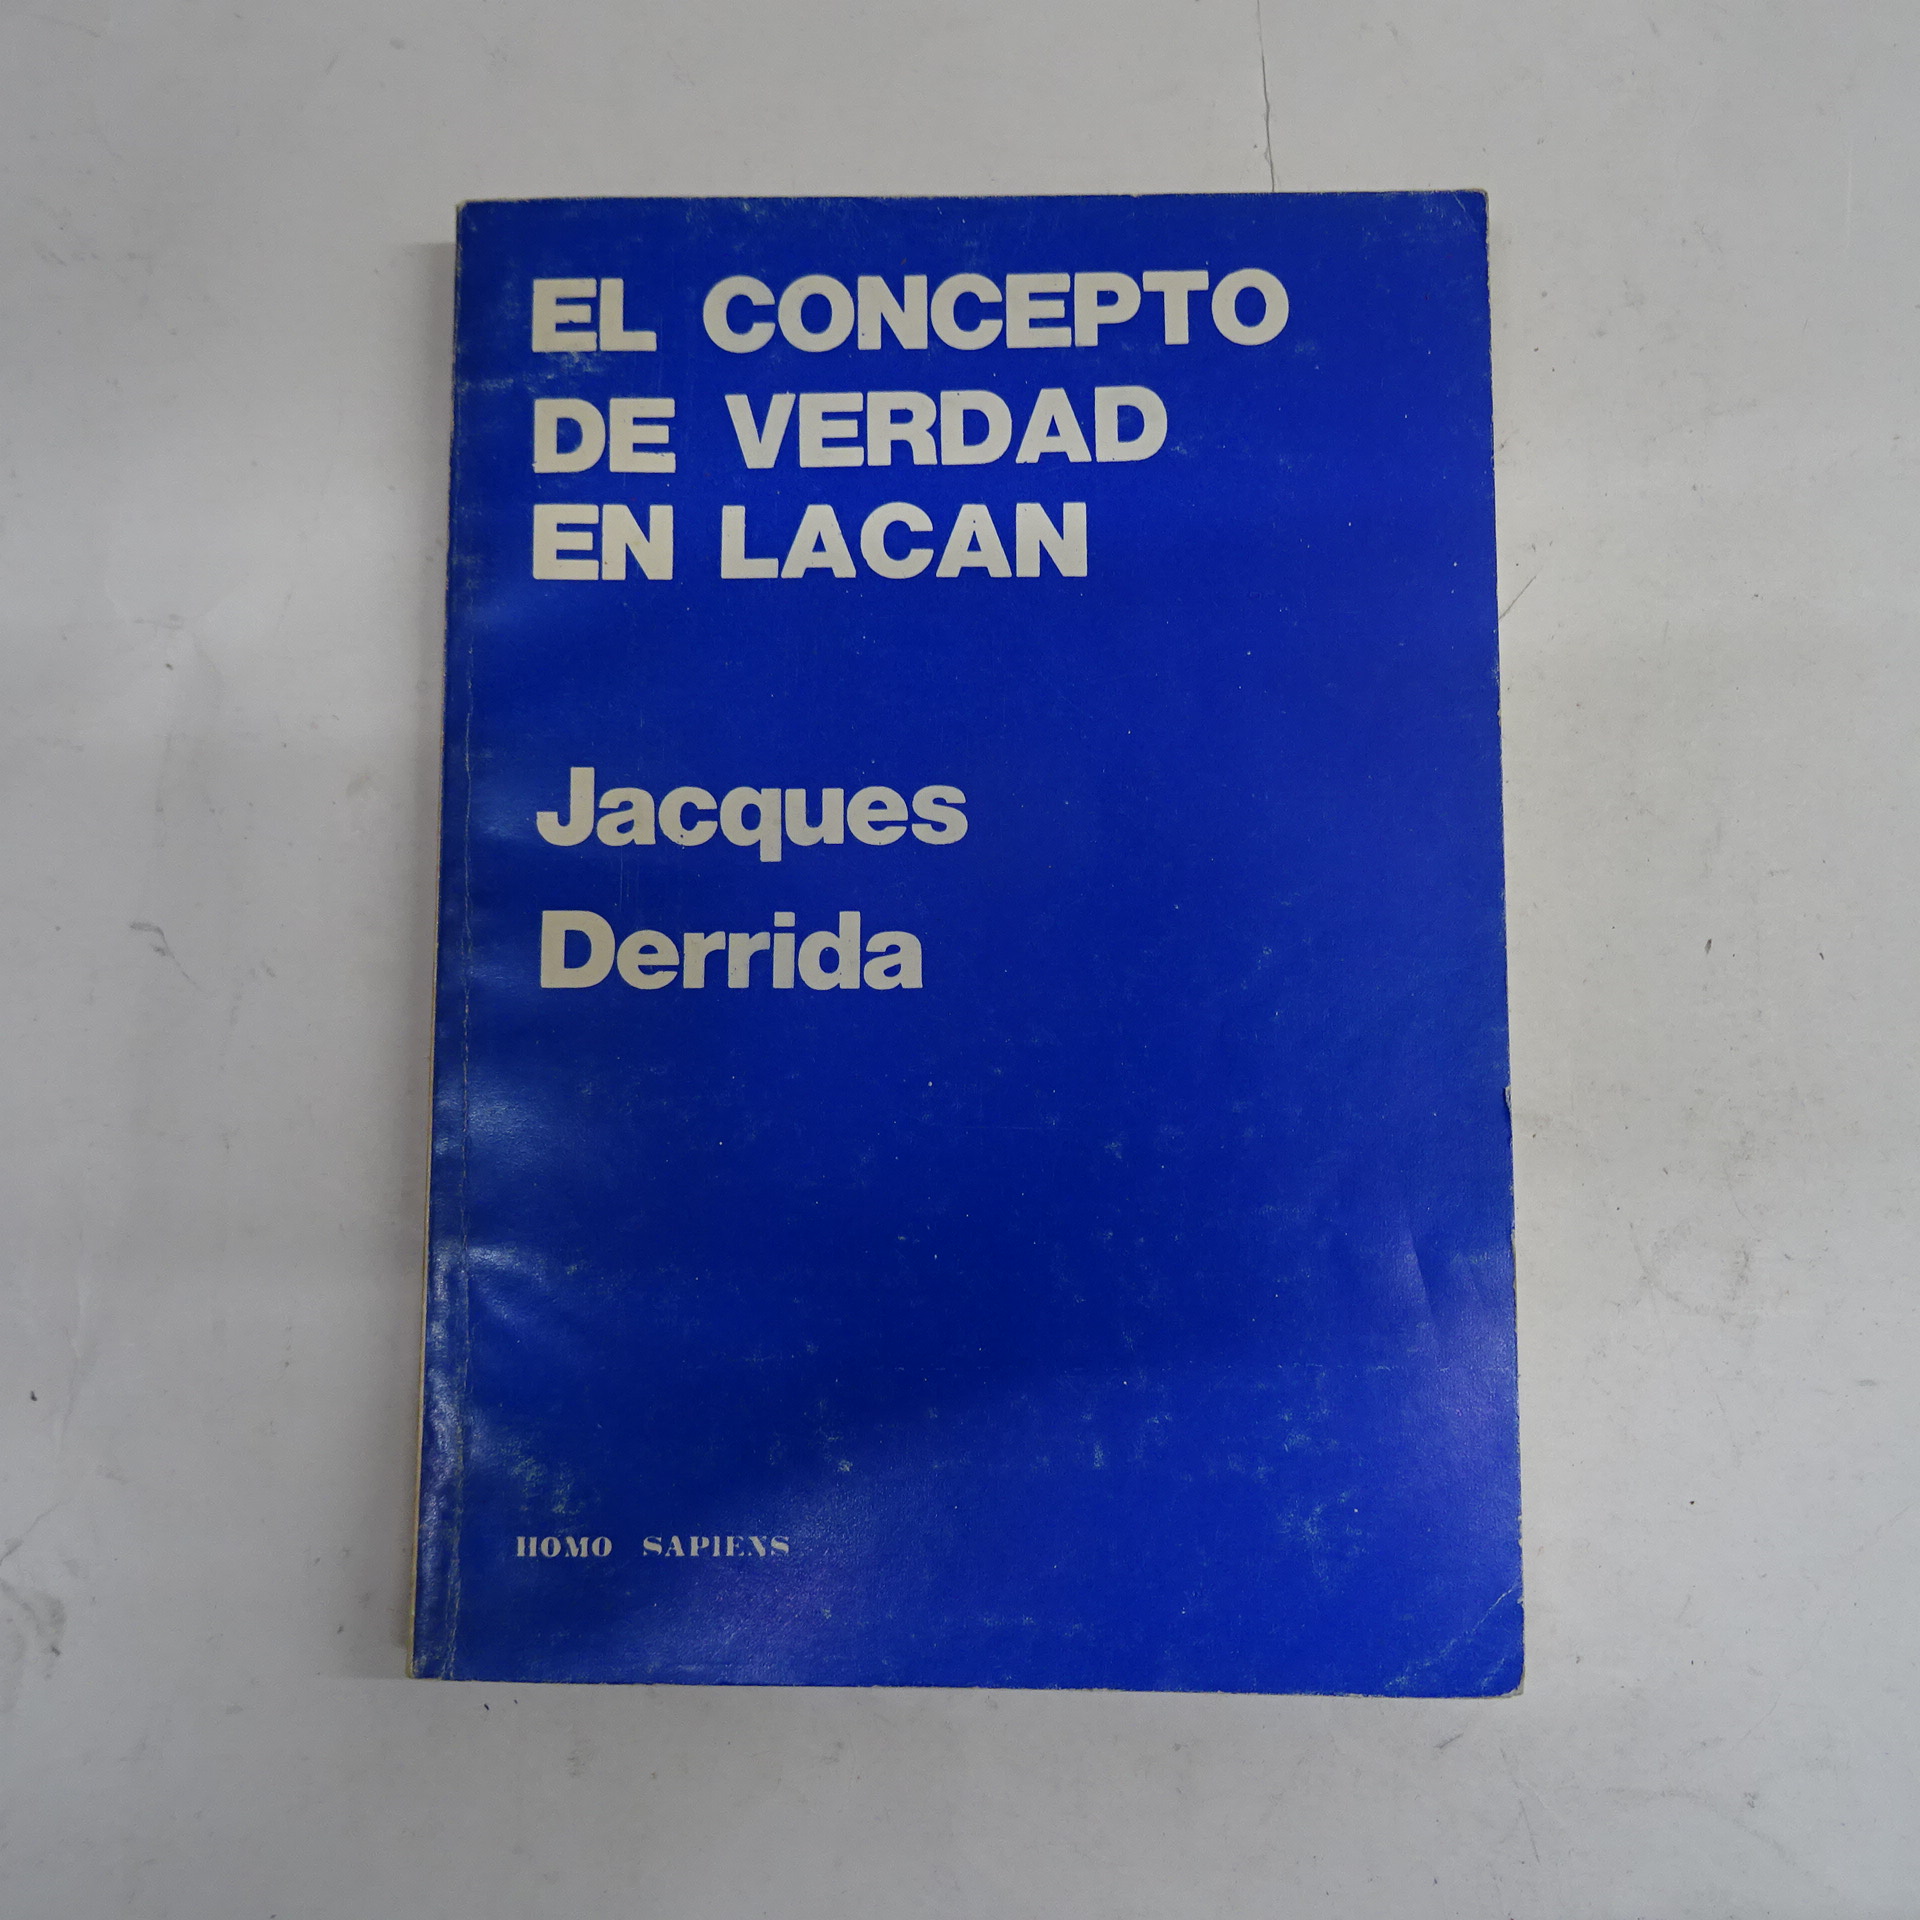 EL CONCEPTO
DE VERDAD
EN LACAN
Jacques
Derrida
HOMO SAPIENS